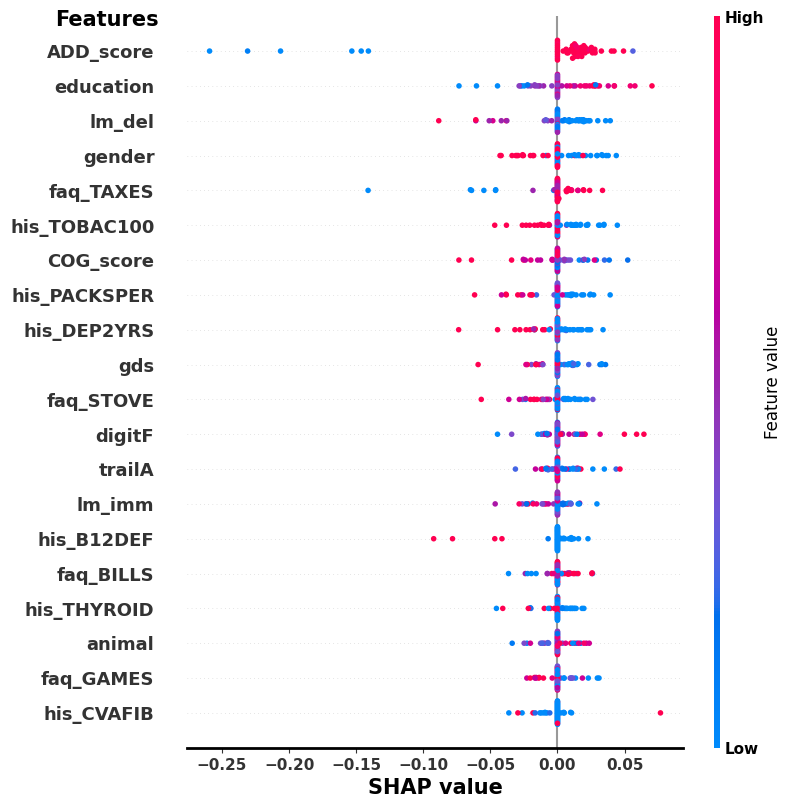 Features
High
ADD_score
education
lm_del
gender
faq_TAXES
his_TOBAC100
COG_score
his_PACKSPER
his_DEP2YRS
gds
faq_STOVE
digitF
trailA
lm_imm
his_B12DEF
faq_BILLS
his_THYROID
animal
faq_GAMES
his_CVAFIB
Feature value
Low
−0.25 −0.20 −0.15 −0.10 −0.05 0.00 0.05
SHAP value